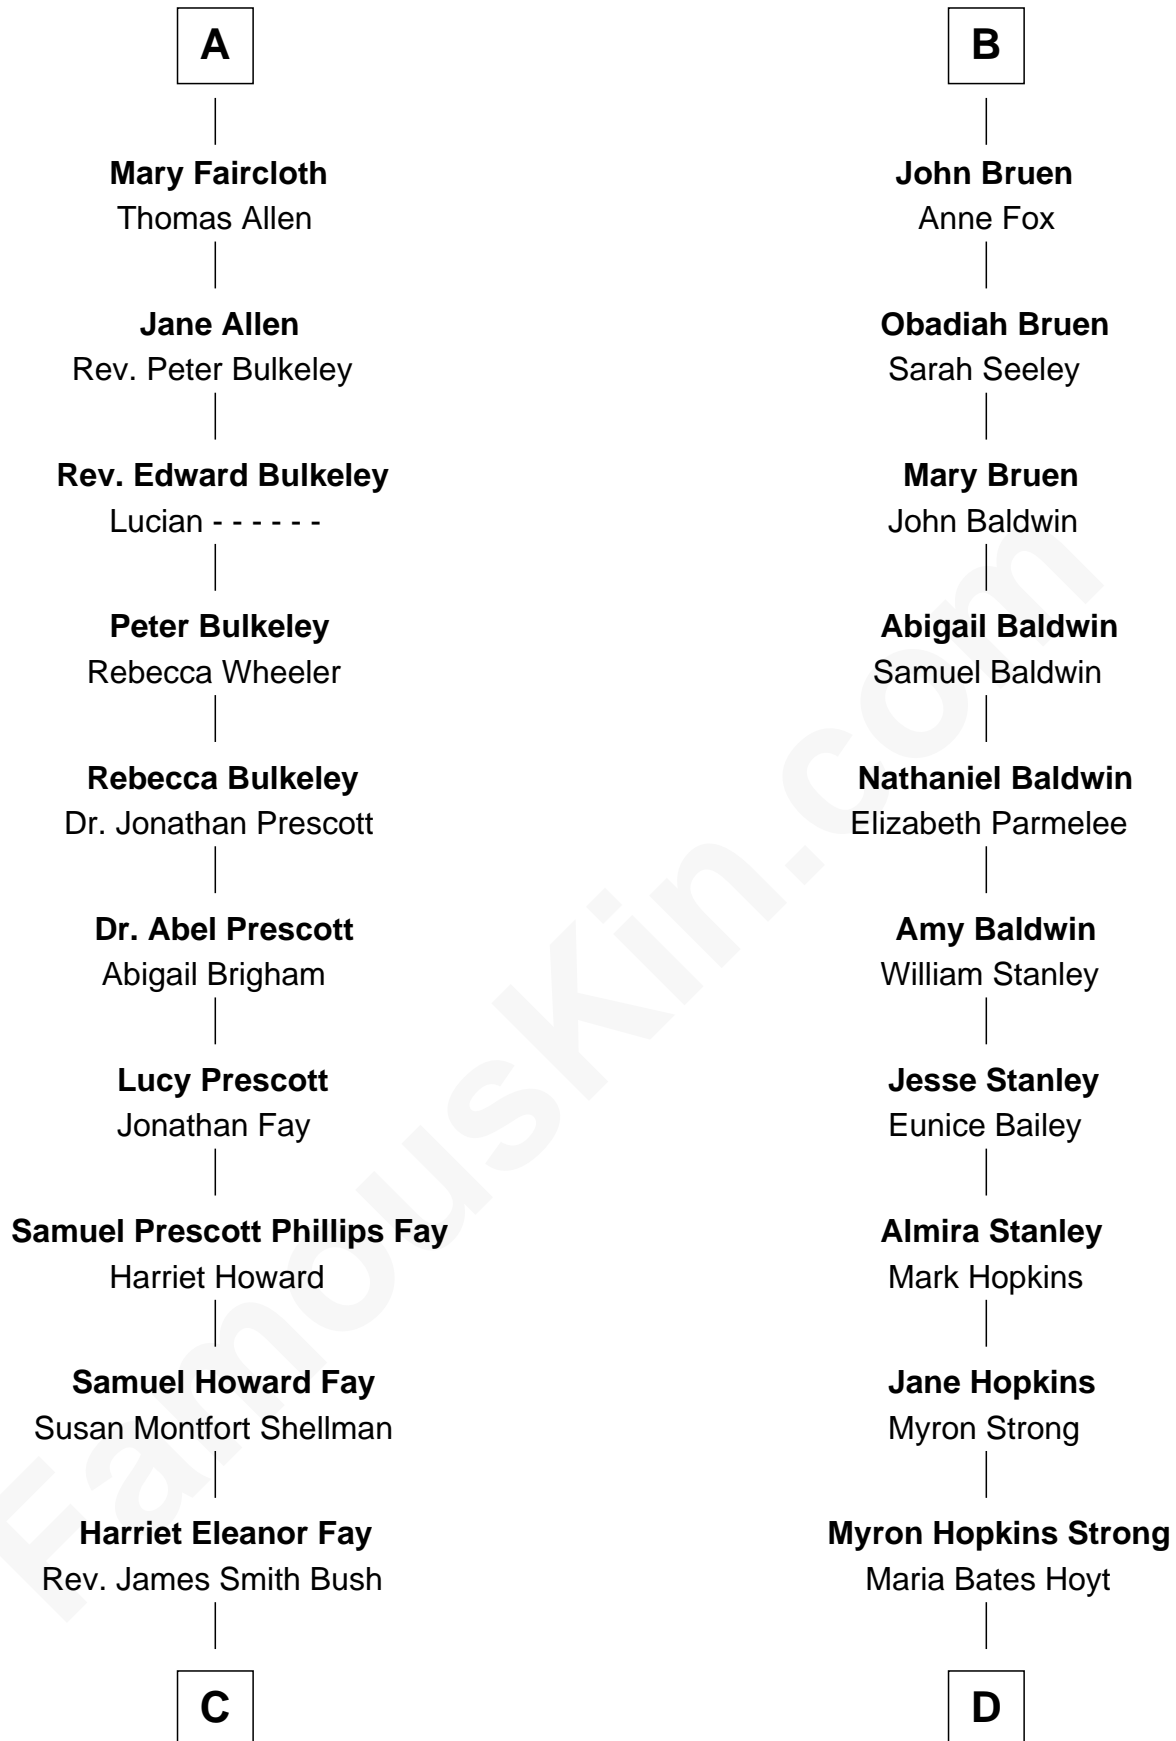 A
Mary Faircloth
Thomas Allen
Jane Allen
Rev. Peter Bulkeley
Rev. Edward Bulkeley
Lucian - - - - - -
Peter Bulkeley
Rebecca Wheeler
Rebecca Bulkeley
Dr. Jonathan Prescott
Dr. Abel Prescott
Abigail Brigham
Lucy Prescott
Jonathan Fay
Samuel Prescott Phillips Fay
Harriet Howard
Samuel Howard Fay
Susan Montfort Shellman
Harriet Eleanor Fay
Rev. James Smith Bush
C
B
John Bruen
Anne Fox
Obadiah Bruen
Sarah Seeley
Mary Bruen
John Baldwin
Abigail Baldwin
Samuel Baldwin
Nathaniel Baldwin
Elizabeth Parmelee
Amy Baldwin
William Stanley
Jesse Stanley
Eunice Bailey
Almira Stanley
Mark Hopkins
Jane Hopkins
Myron Strong
Myron Hopkins Strong
Maria Bates Hoyt
D
FamousKin.com